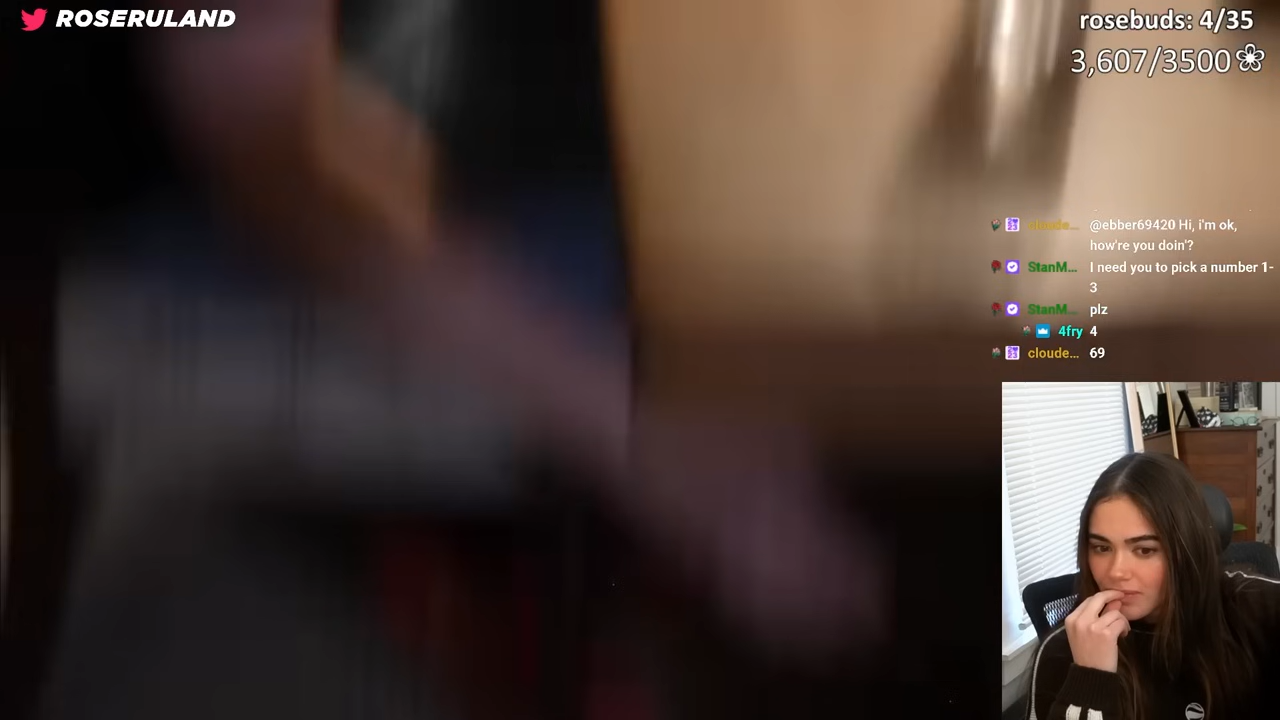 ROSERULAND
rosebuds: 4/35
3,607/3500
cloude... @ebber69420 Hi, i'm ok,
how're you doin'?
StanM... I need you to pick a number 1-
3
StanM... plz
4fry 4
cloude... 69